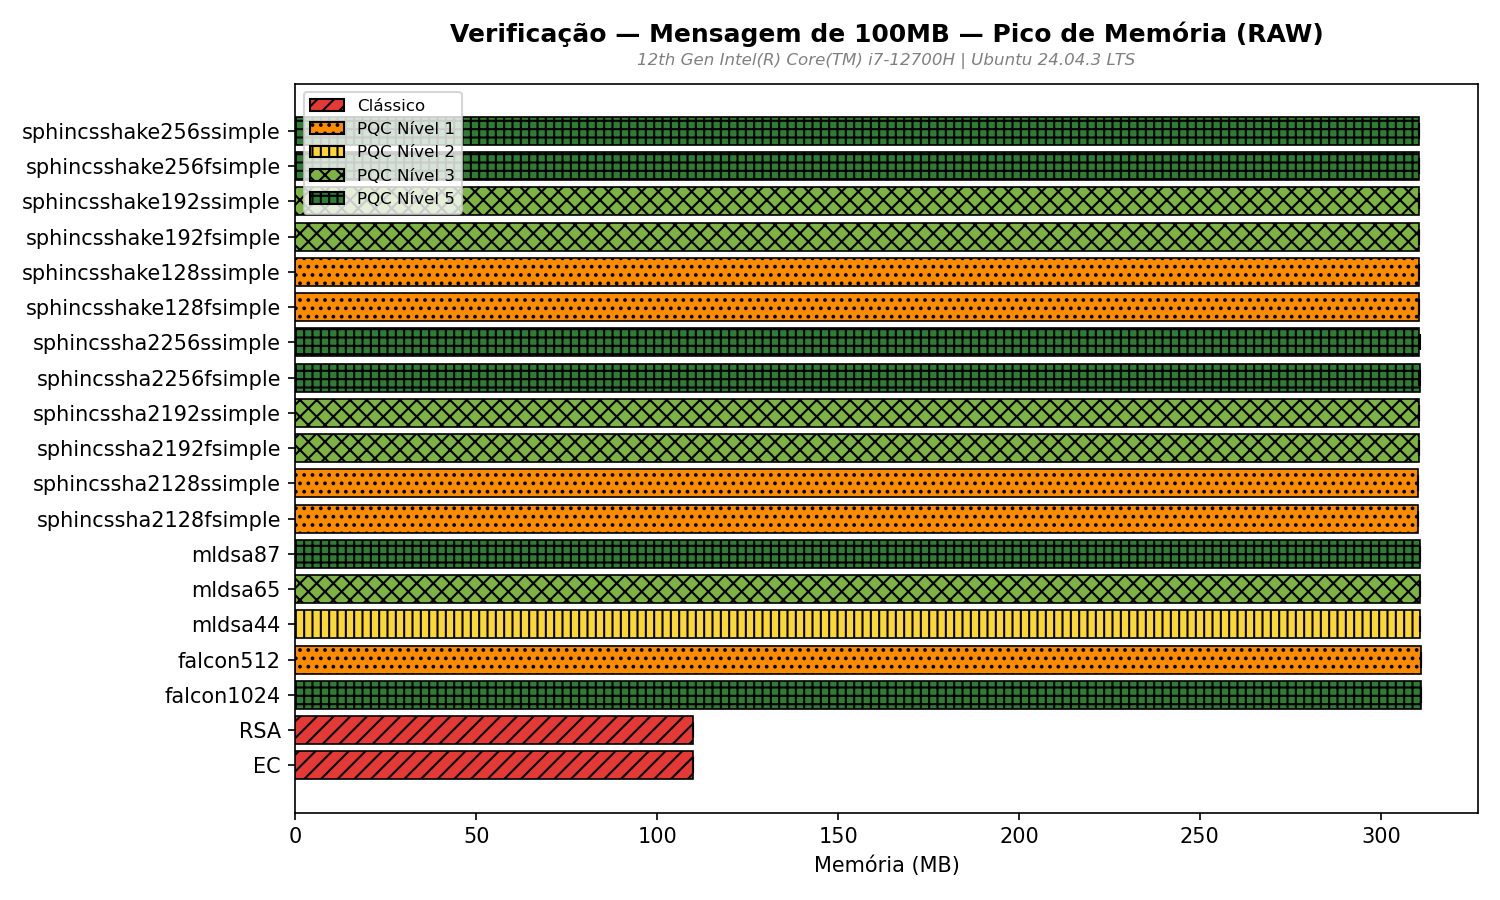 Verificação — Mensagem de 100MB — Pico de Memória (RAW)
12th Gen Intel(R) Core(TM) i7-12700H | Ubuntu 24.04.3 LTS
Clássico
PQC Nível 1
PQC Nível 2
PQC Nível 3
PQC Nível 5
sphincsshake256ssimple
sphincsshake256fsimple
sphincsshake192ssimple
sphincsshake192fsimple
sphincsshake128ssimple
sphincsshake128fsimple
sphincssha2256ssimple
sphincssha2256fsimple
sphincssha2192ssimple
sphincssha2192fsimple
sphincssha2128ssimple
sphincssha2128fsimple
mldsa87
mldsa65
mldsa44
falcon512
falcon1024
RSA
EC
0 50 100 150 200 250 300
Memória (MB)